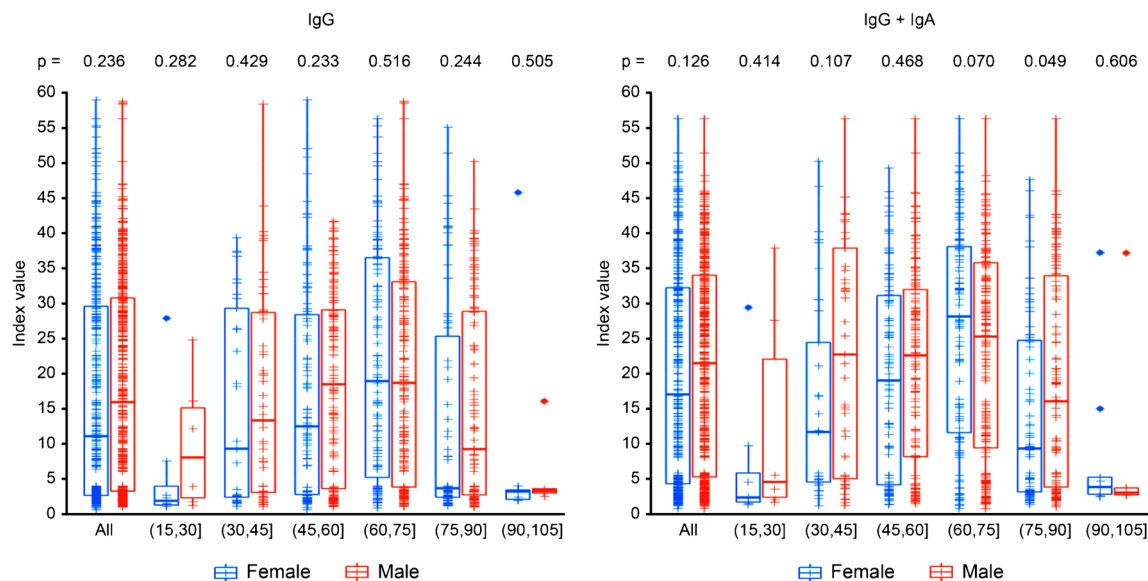 IgG
p = 0.236 0.282 0.429 0.233 0.516 0.244 0.505
Index value
60
55
50
45
40
35
30
25
20
15
10
5
0
All (15,30] (30,45] (45,60] (60,75] (75,90] (90,105]
Female Male
IgG + IgA
p = 0.126 0.414 0.107 0.468 0.070 0.049 0.606
Index value
60
55
50
45
40
35
30
25
20
15
10
5
0
All (15,30] (30,45] (45,60] (60,75] (75,90] (90,105]
Female Male